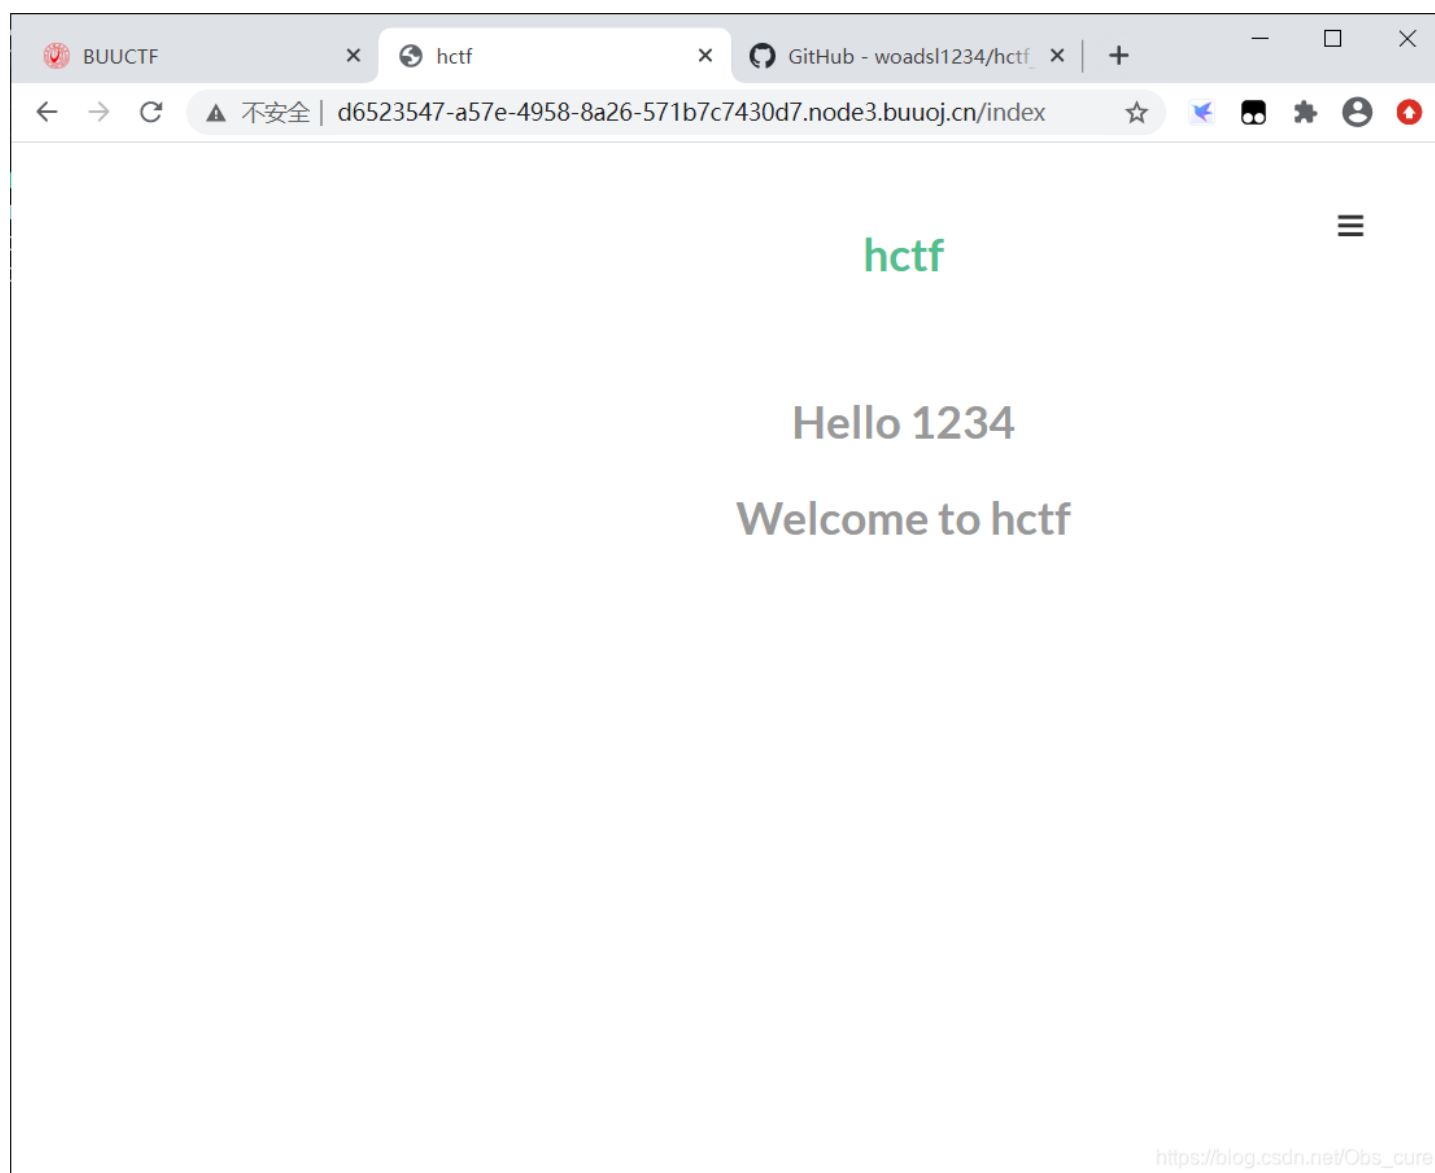 BUUCTF
hctf
GitHub - woadsl1234/hctf_
不安全 | d6523547-a57e-4958-8a26-571b7c7430d7.node3.buuoj.cn/index
hctf
Hello 1234
Welcome to hctf
https://blog.csdn.net/Obs_cure